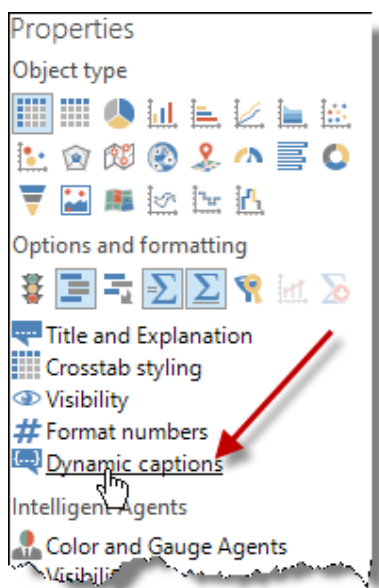 Properties
Object type
Options and formatting
Title and Explanation
Crosstab styling
Visibility
Format numbers
Dynamic captions
Intelligent Agents
Color and Gauge Agents